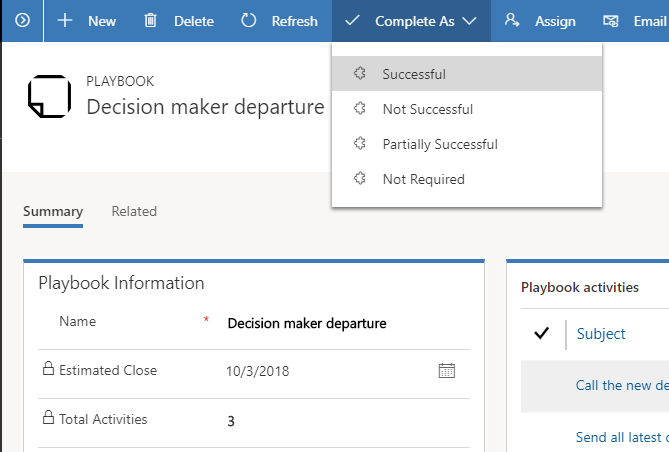 New Delete Refresh Complete As Assign Email
Successful
Not Successful
Partially Successful
Not Required
PLAYBOOK
Decision maker departure
Summary Related
Playbook Information
Name * Decision maker departure
Estimated Close 10/3/2018
Total Activities 3
Playbook activities
Subject
Call the new de
Send all latest